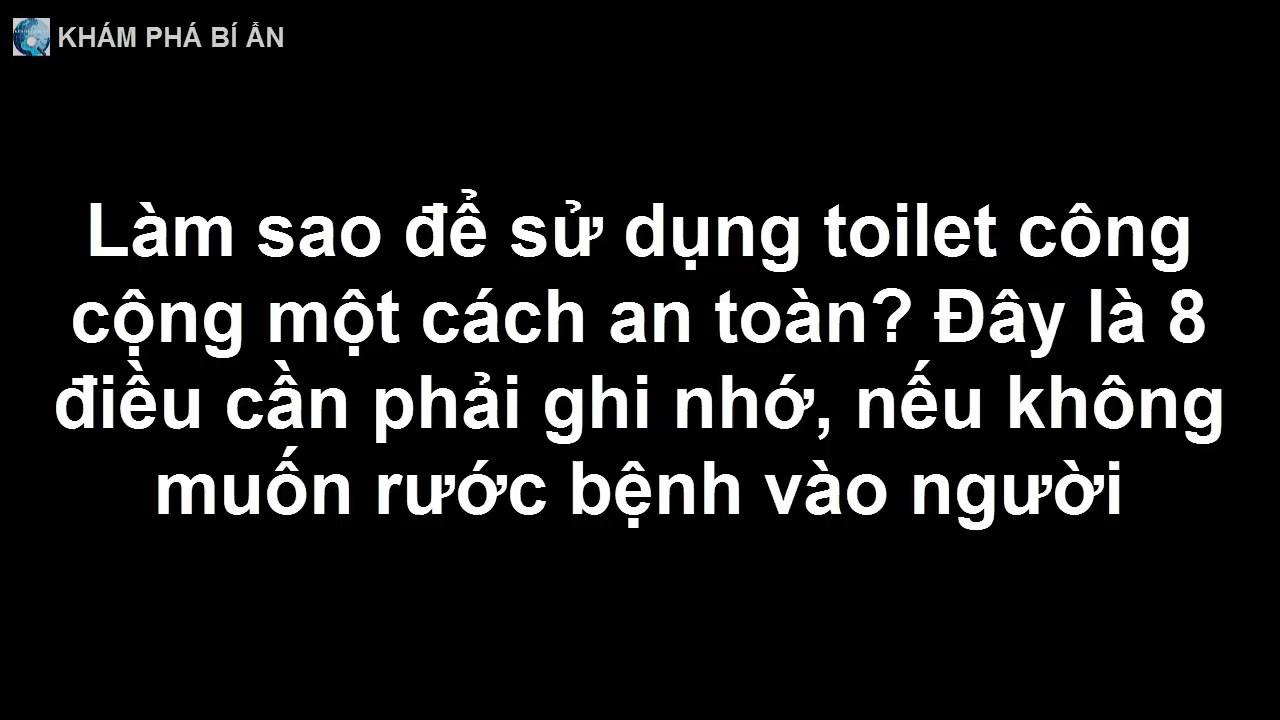 KHÁM PHÁ BÍ ẨN
Làm sao để sử dụng toilet công
cộng một cách an toàn? Đây là 8
điều cần phải ghi nhớ, nếu không
muốn rước bệnh vào người